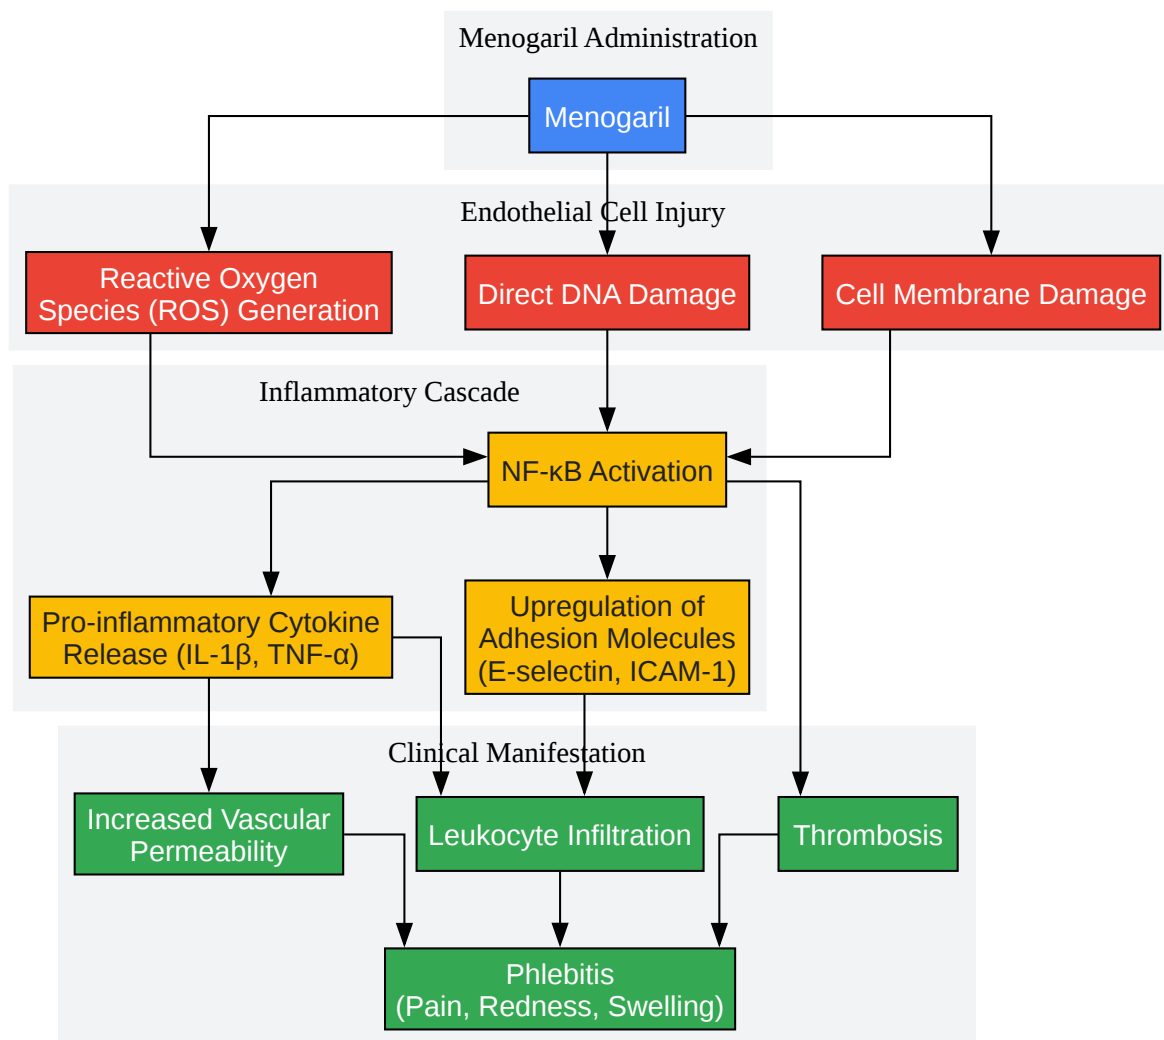 Menogaril Administration
Menogaril
Endothelial Cell Injury
Reactive Oxygen
Species (ROS) Generation
Direct DNA Damage
Cell Membrane Damage
Inflammatory Cascade
NF-κB Activation
Pro-inflammatory Cytokine
Release (IL-1β, TNF-α)
Upregulation of
Adhesion Molecules
(E-selectin, ICAM-1)
Clinical Manifestation
Increased Vascular
Permeability
Leukocyte Infiltration
Thrombosis
Phlebitis
(Pain, Redness, Swelling)